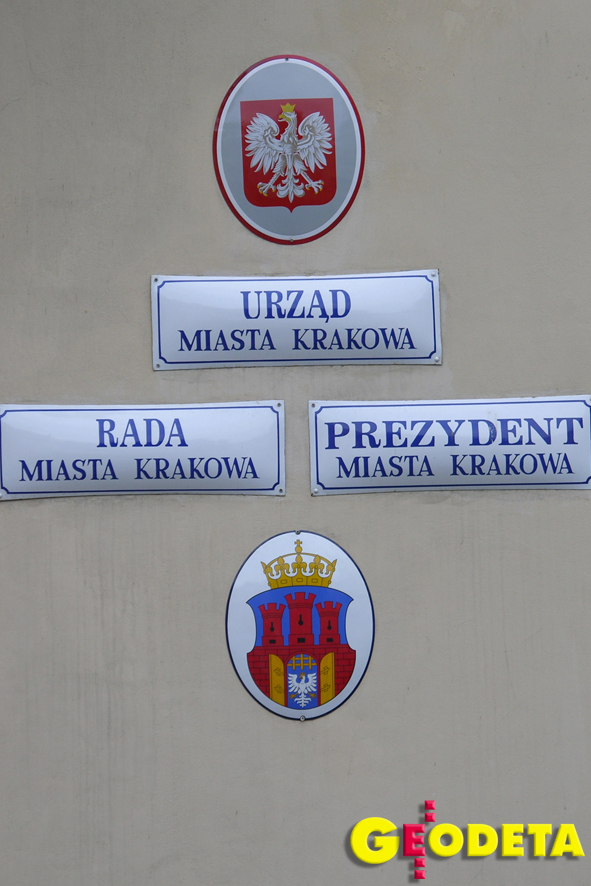 URZĄD
MIASTA KRAKOWA
RADA
MIASTA KRAKOWA
PREZYDENT
MIASTA KRAKOWA
GEODETA